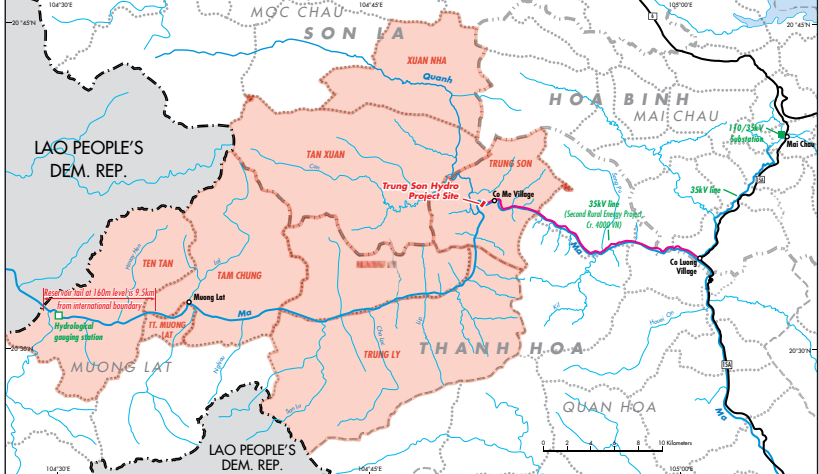 104°30'E
104°45'E
105°00'E
20°45'N
20°45'N
MOC CHAU
SON LA
6
XUAN NHA
Quanh
HOA BINH
MAI CHAU
110/35kV
Substation
Mai Chau
LAO PEOPLE'S
DEM. REP.
TAN XUAN
TRUNG SON
Trung Son Hydro
Project Site
Co Me Village
35kV line
(Second Rural Energy Project,
Cr. 4000 VN)
35kV line
15A
Ma
Co Luong
Village
TEN TAN
TAM CHUNG
Reservoir tail at 160m level is 9.5km
from international boundary
Muong Lat
Ma
Hydrological
gauging station
TT. MUONG
LAT
20°30'N
20°30'N
MUONG LAT
TRUNG LY
THANH HOA
15A
QUAN HOA
Ma
LAO PEOPLE'S
DEM. REP.
0 2 4 6 8 10 Kilometers
104°30'E
104°45'E
105°00'E